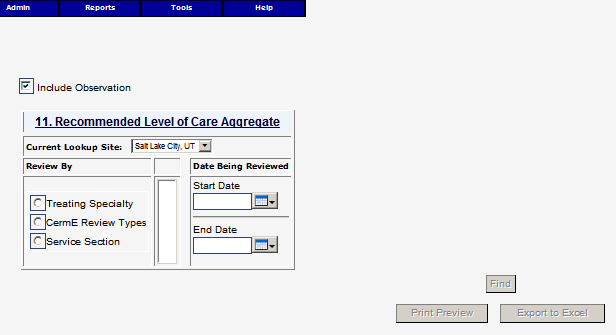 Admin Reports Tools Help
Include Observation
11. Recommended Level of Care Aggregate
Current Lookup Site: Salt Lake City, UT
Review By Date Being Reviewed
Start Date
Treating Specialty
CermE Review Types
End Date
Service Section
Find
Print Preview Export to Excel